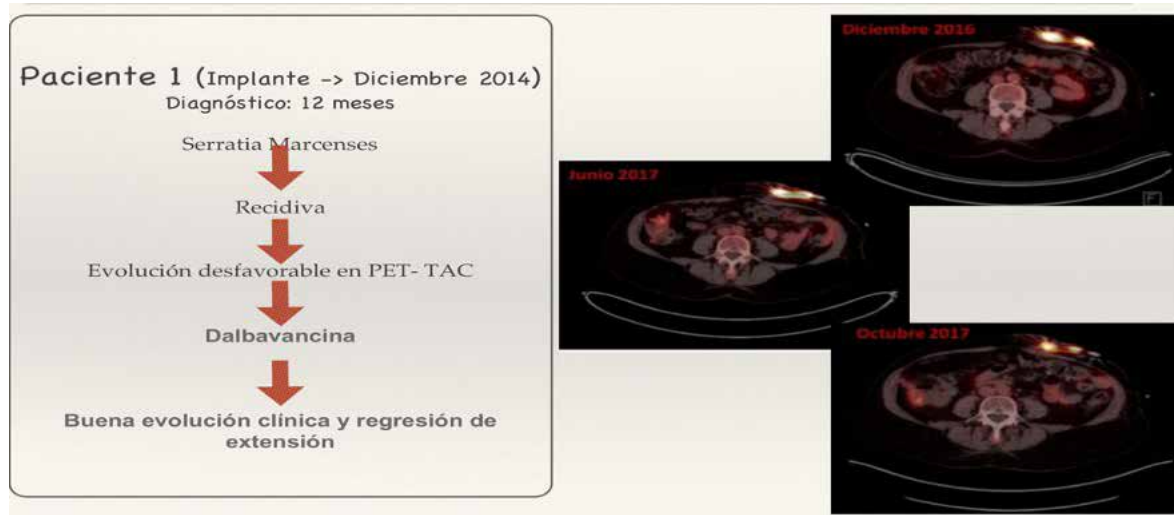 Paciente 1 (Implante -> Diciembre 2014)
Diagnóstico: 12 meses
Serratia Marcenses
Recidiva
Evolución desfavorable en PET- TAC
Dalbavancina
Buena evolución clínica y regresión de
extensión
Diciembre 2016
Junio 2017
F
Octubre 2017